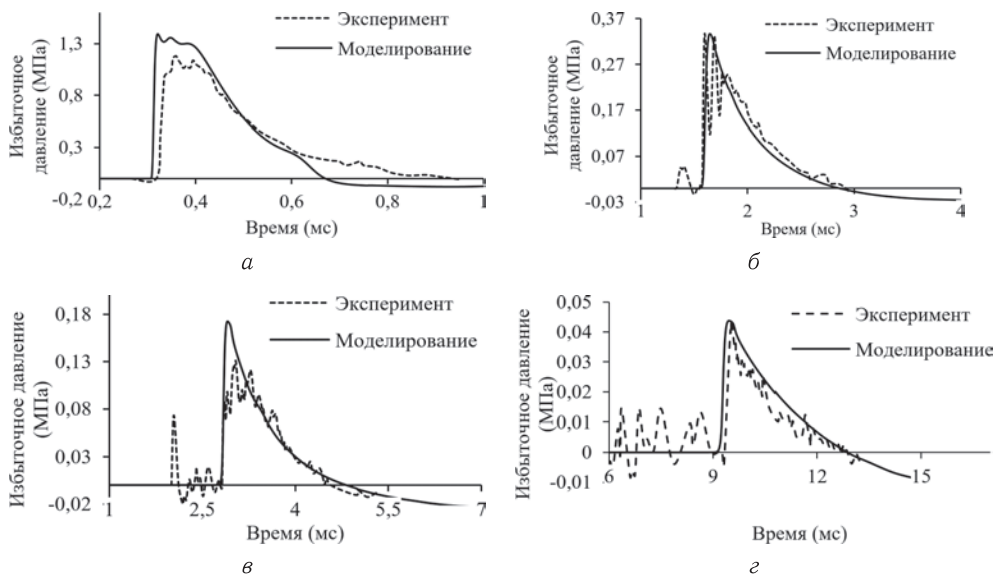 Избыточное
давление (МПа)
1,3
0,8
0,3
-0,2
0,2
0,4
0,6
0,8
1
Время (мс)
Эксперимент
Моделирование
а
Избыточное
давление (МПа)
0,37
0,27
0,17
0,07
-0,03
1
2
3
4
Время (мс)
Эксперимент
Моделирование
б
Избыточное давление
(МПа)
0,18
0,13
0,08
0,03
-0,02
1
2,5
4
5,5
7
Время (мс)
Эксперимент
Моделирование
в
Избыточное давление
(МПа)
0,05
0,04
0,03
0,02
0,01
0
-0,01
6
9
12
15
Время (мс)
Эксперимент
Моделирование
г